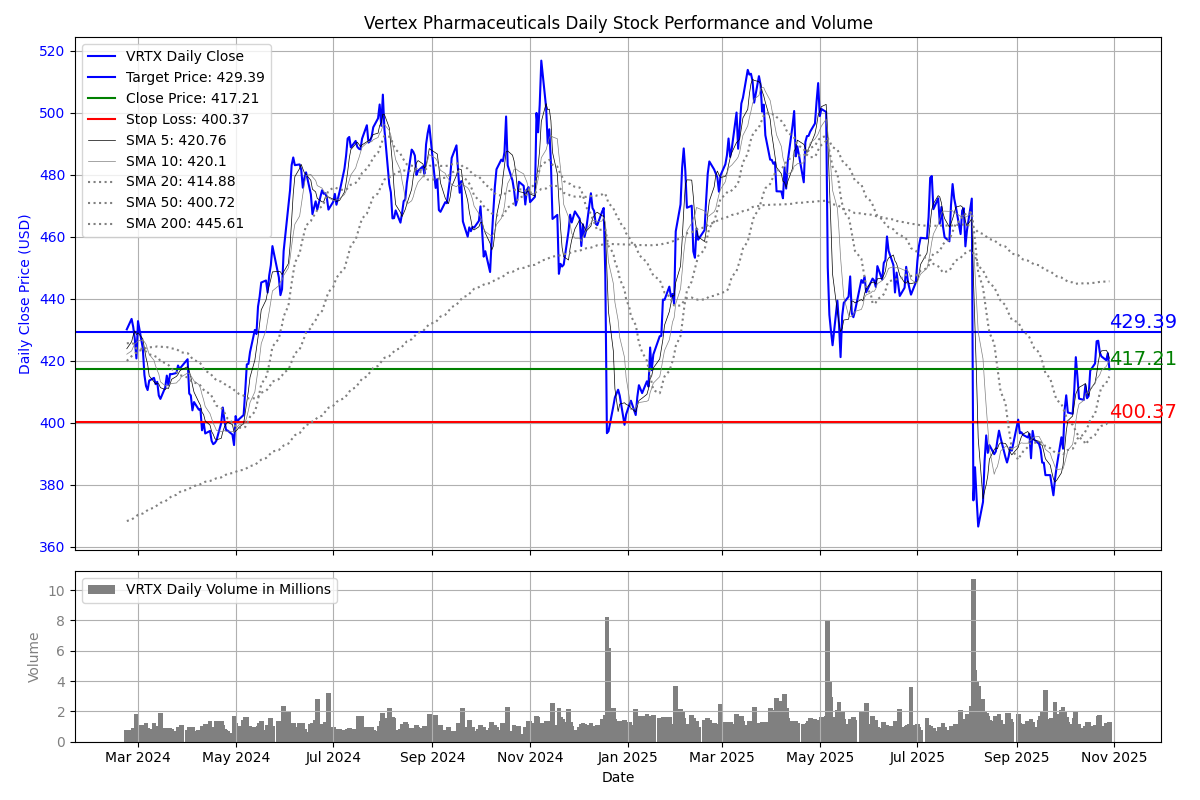 Vertex Pharmaceuticals Daily Stock Performance and Volume
Daily Close Price (USD)
520
500
480
460
440
420
400
380
360
VRTX Daily Close
Target Price: 429.39
Close Price: 417.21
Stop Loss: 400.37
SMA 5: 420.76
SMA 10: 420.1
SMA 20: 414.88
SMA 50: 400.72
SMA 200: 445.61
429.39
417.21
400.37
Volume
10
8
6
4
2
0
VRTX Daily Volume in Millions
Mar 2024
May 2024
Jul 2024
Sep 2024
Nov 2024
Jan 2025
Mar 2025
May 2025
Jul 2025
Sep 2025
Nov 2025
Date